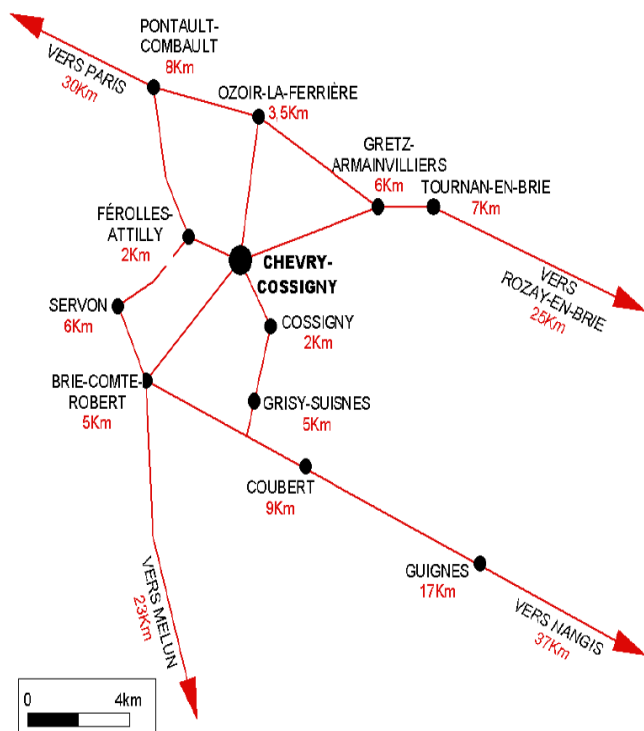 PONTAULT-
COMBAULT
8Km
VERS PARIS
30Km
OZOIR-LA-FERRIÈRE
3,5Km
GRETZ-
ARMAINVILLIERS
6Km
TOURNAN-EN-BRIE
7Km
FÉROLLES-
ATTILLY
2Km
CHEVRY-
COSSIGNY
VERS
ROZAY-EN-BRIE
25Km
SERVON
6Km
COSSIGNY
2Km
BRIE-COMTE-
ROBERT
5Km
GRISY-SUISNES
5Km
COUBERT
9Km
GUIGNES
17Km
VERS MELUN
23Km
VERS NANGIS
37Km
0 4km